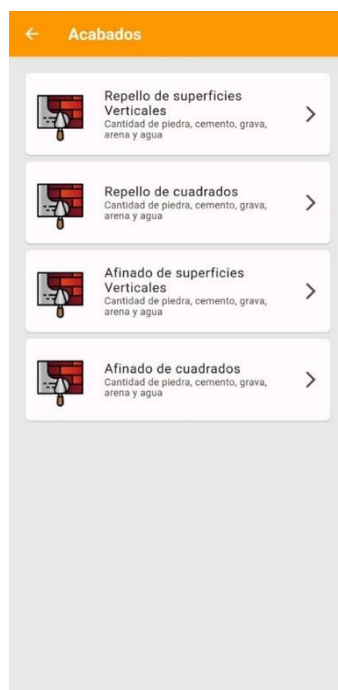 Acabados
Repello de superficies
Verticales
Cantidad de piedra, cemento, grava,
arena y agua
Repello de cuadrados
Cantidad de piedra, cemento, grava,
arena y agua
Afinado de superficies
Verticales
Cantidad de piedra, cemento, grava,
arena y agua
Afinado de cuadrados
Cantidad de piedra, cemento, grava,
arena y agua